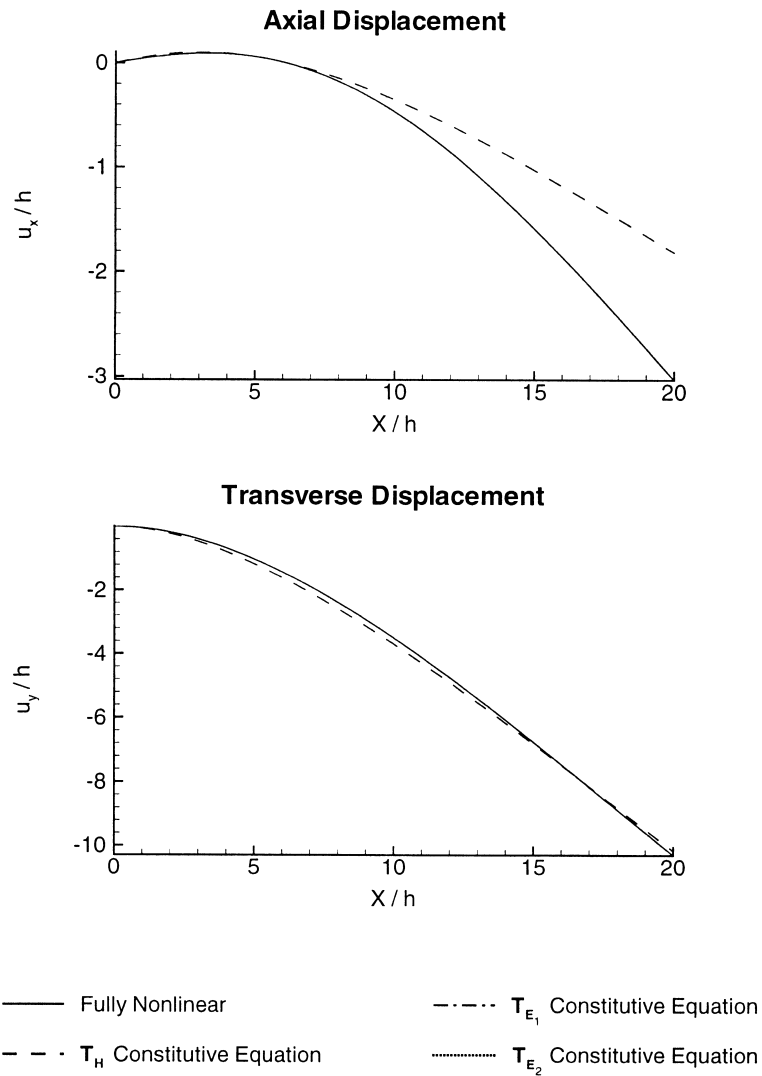 Axial Displacement
0
-1
-2
-3
u_x / h
0 5 10 15 20
X / h
Transverse Displacement
-2
-4
-6
-8
-10
u_y / h
0 5 10 15 20
X / h
Fully Nonlinear
T_H Constitutive Equation
T_E1 Constitutive Equation
T_E2 Constitutive Equation